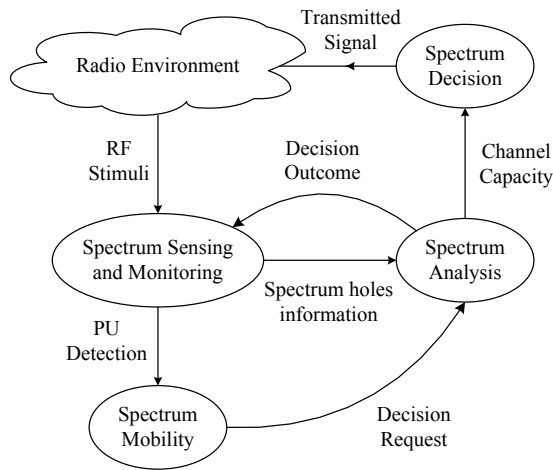 Transmitted
Signal
Radio Environment
Spectrum
Decision
RF
Stimuli
Decision
Outcome
Channel
Capacity
Spectrum Sensing
and Monitoring
Spectrum
Analysis
Spectrum holes
information
PU
Detection
Spectrum
Mobility
Decision
Request